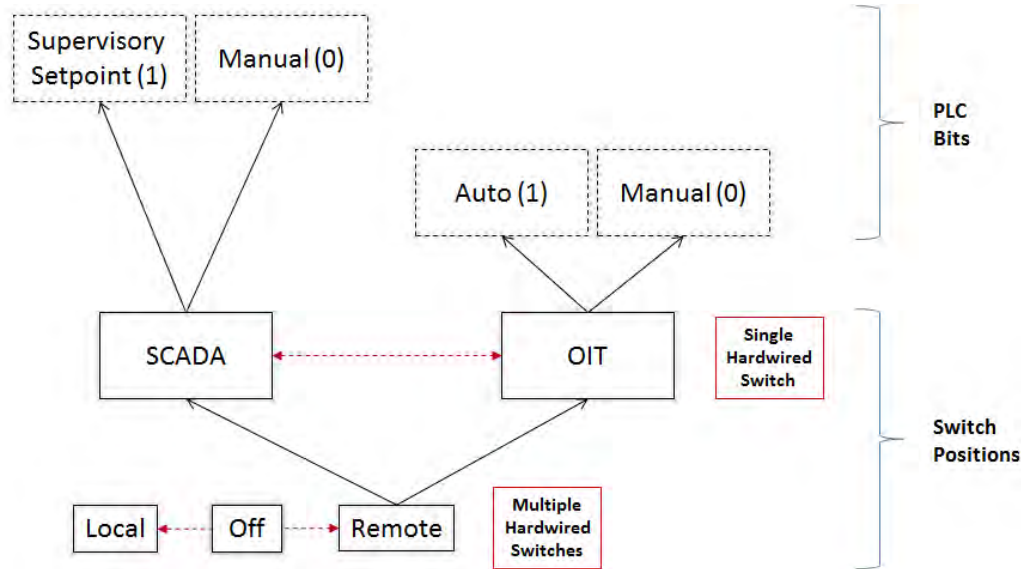 Supervisory
Setpoint (1)
Manual (0)
PLC
Bits
Auto (1)
Manual (0)
SCADA
OIT
Single
Hardwired
Switch
Switch
Positions
Local
Off
Remote
Multiple
Hardwired
Switches